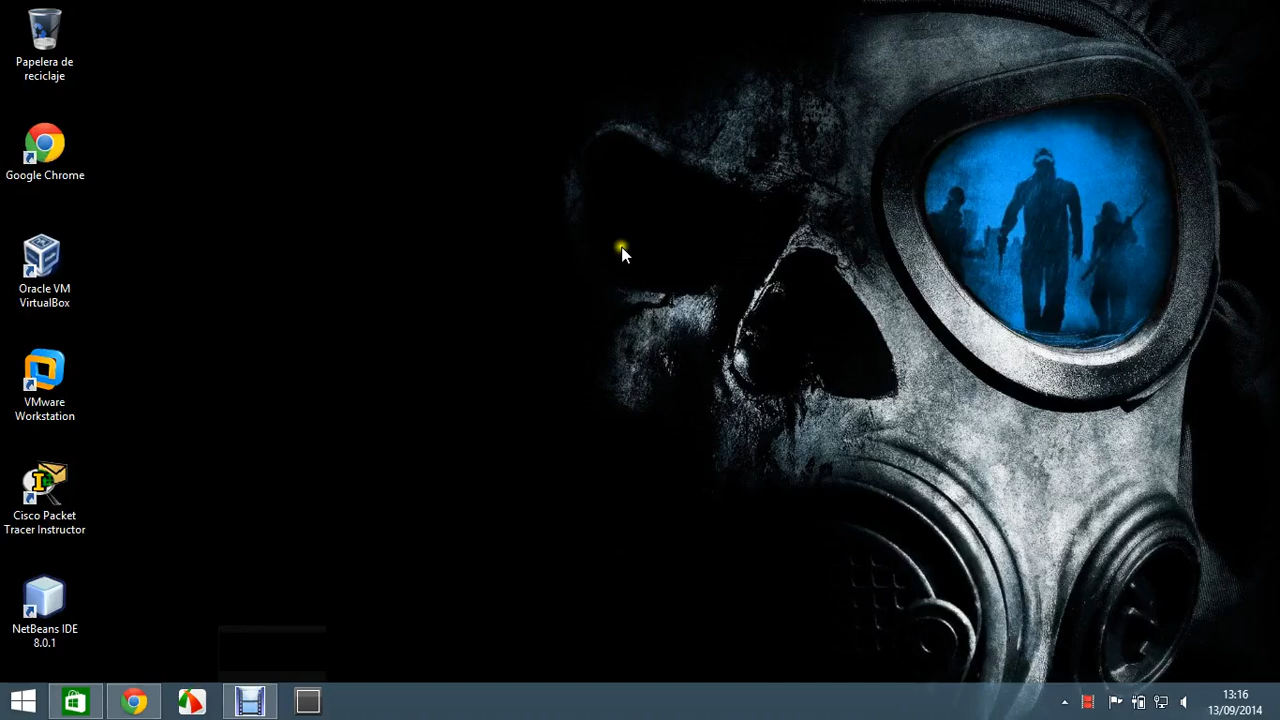 Papelera de
reciclaje
Google Chrome
Oracle VM
VirtualBox
VMware
Workstation
Cisco Packet
Tracer Instructor
NetBeans IDE
8.0.1
13:16
13/09/2014